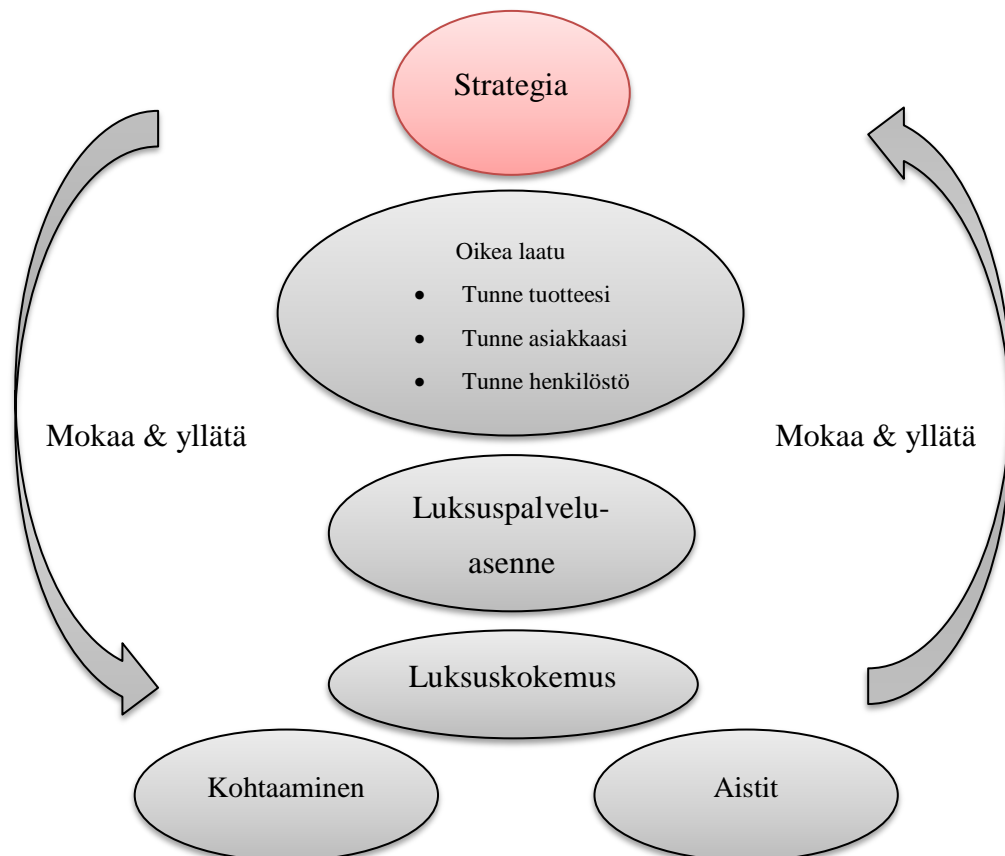 Strategia
Oikea laatu
• Tunne tuotteesi
• Tunne asiakkaasi
• Tunne henkilöstö
Mokaa & yllätä
Mokaa & yllätä
Luksuspalvelu-
asenne
Luksuskokemus
Kohtaaminen
Aistit